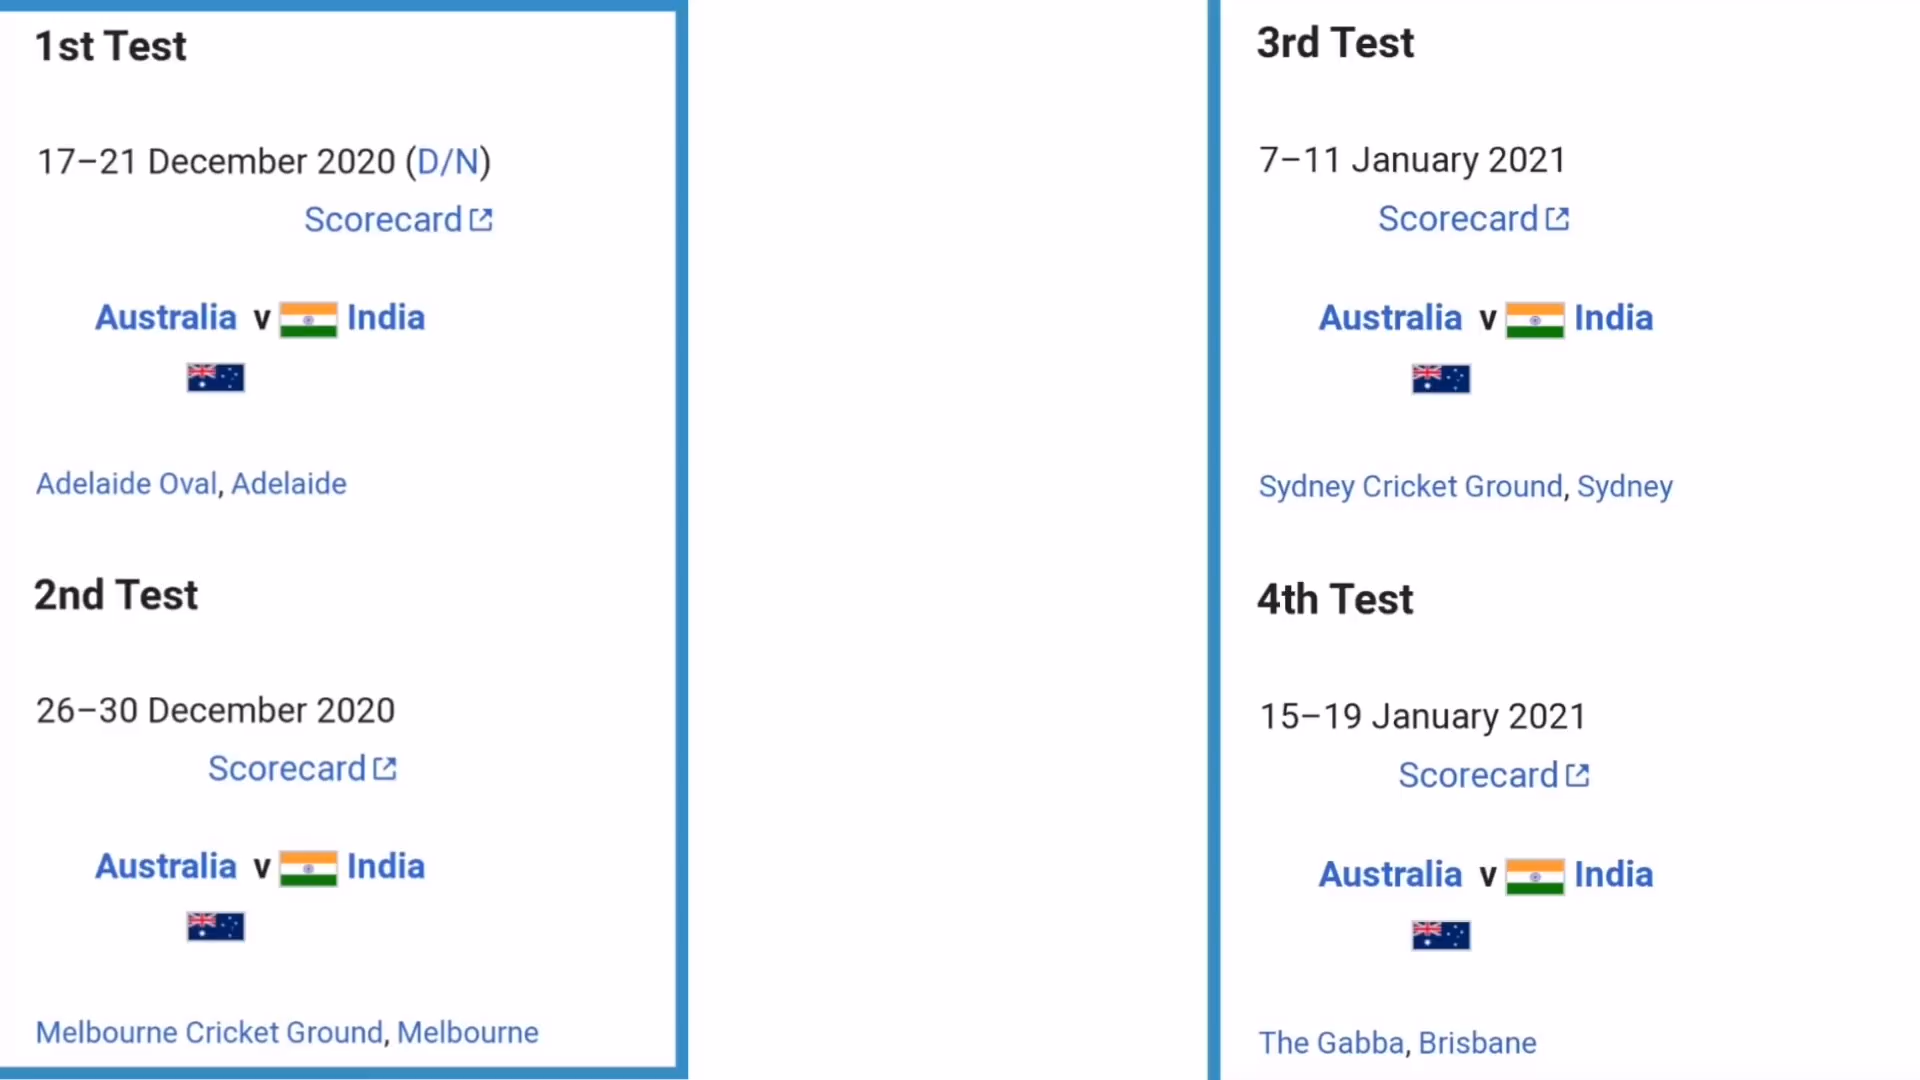 1st Test
17–21 December 2020 (D/N)
Scorecard
Australia v India
Adelaide Oval, Adelaide
2nd Test
26–30 December 2020
Scorecard
Australia v India
Melbourne Cricket Ground, Melbourne
3rd Test
7–11 January 2021
Scorecard
Australia v India
Sydney Cricket Ground, Sydney
4th Test
15–19 January 2021
Scorecard
Australia v India
The Gabba, Brisbane